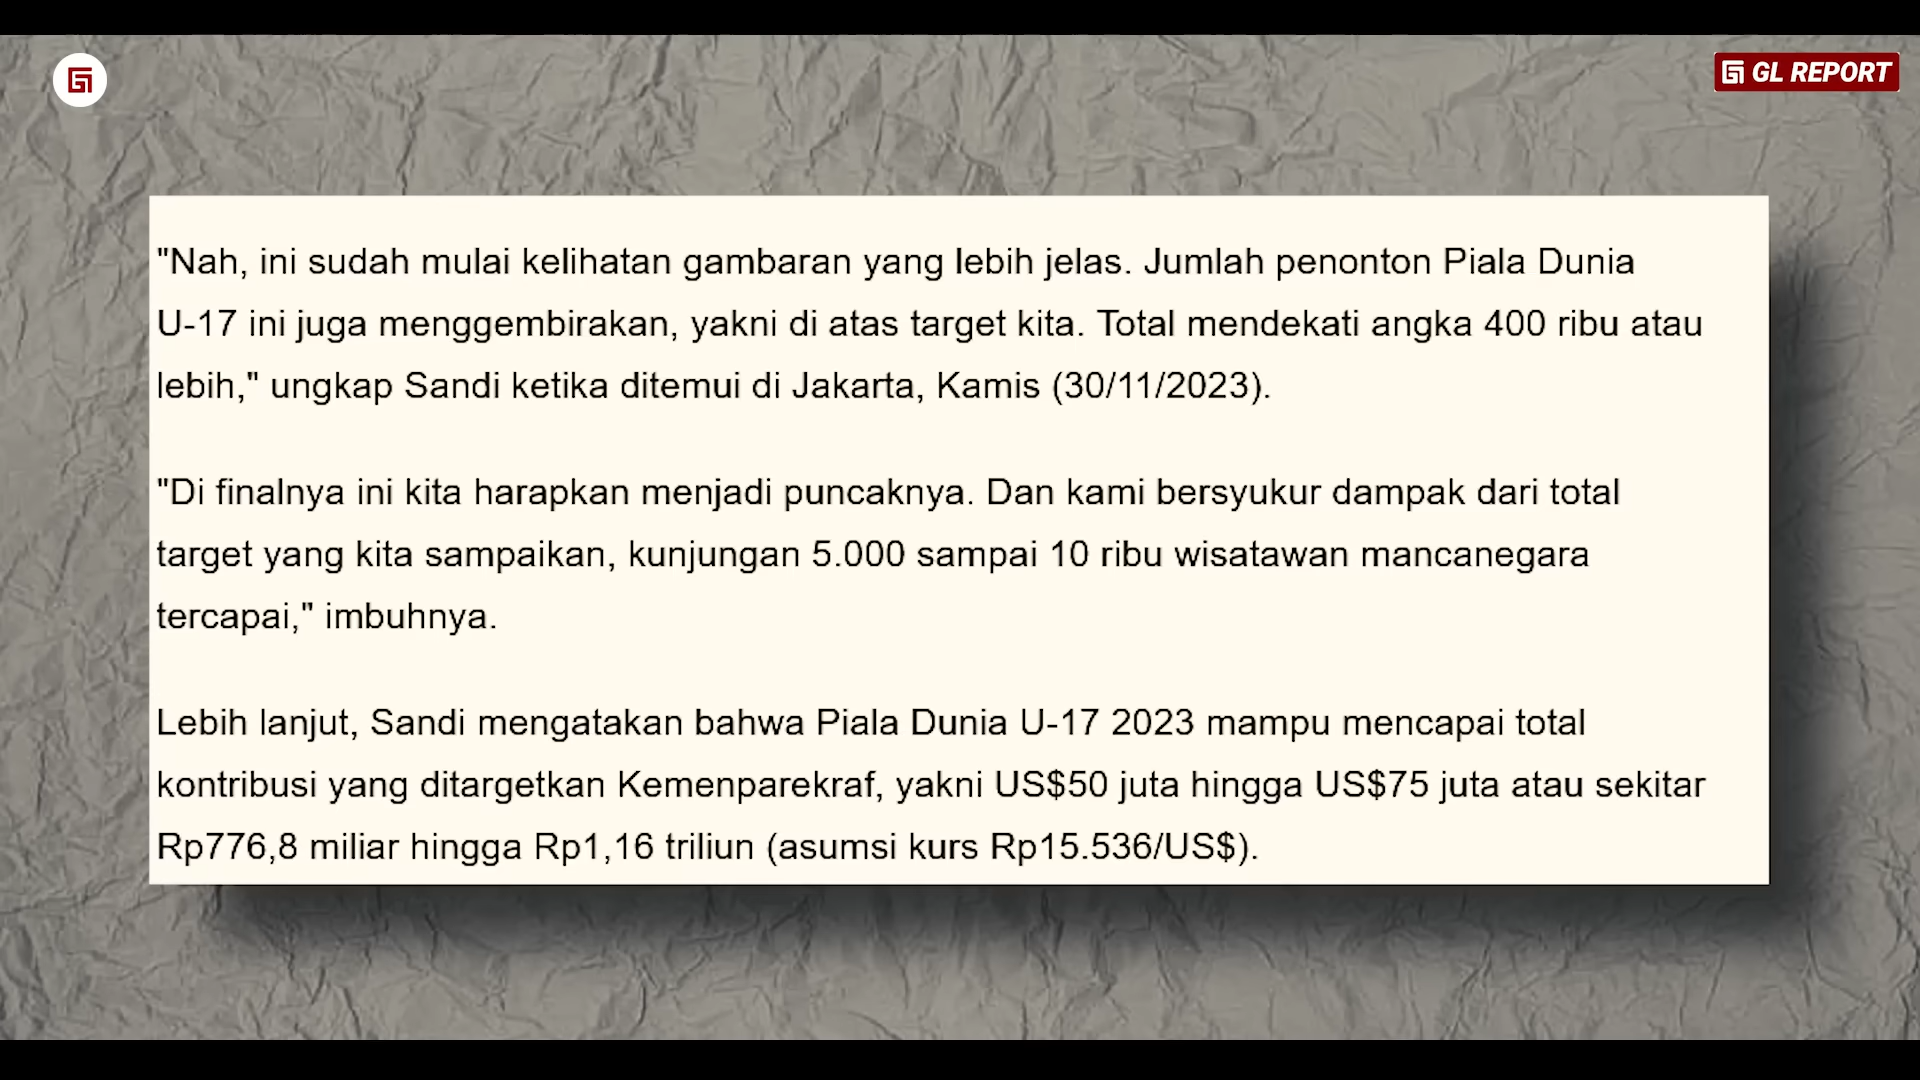 GL REPORT
"Nah, ini sudah mulai kelihatan gambaran yang lebih jelas. Jumlah penonton Piala Dunia
U-17 ini juga menggembirakan, yakni di atas target kita. Total mendekati angka 400 ribu atau
lebih," ungkap Sandi ketika ditemui di Jakarta, Kamis (30/11/2023).
"Di finalnya ini kita harapkan menjadi puncaknya. Dan kami bersyukur dampak dari total
target yang kita sampaikan, kunjungan 5.000 sampai 10 ribu wisatawan mancanegara
tercapai," imbuhnya.
Lebih lanjut, Sandi mengatakan bahwa Piala Dunia U-17 2023 mampu mencapai total
kontribusi yang ditargetkan Kemenparekraf, yakni US$50 juta hingga US$75 juta atau sekitar
Rp776,8 miliar hingga Rp1,16 triliun (asumsi kurs Rp15.536/US$).